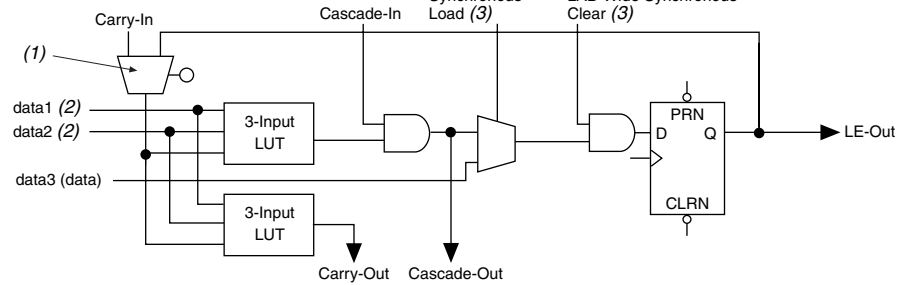 Carry-In
Cascade-In
Load (3)
Clear (3)
(1)
data1 (2)
data2 (2)
3-Input
LUT
PRN
D
Q
LE-Out
data3 (data)
CLRN
3-Input
LUT
Carry-Out
Cascade-Out